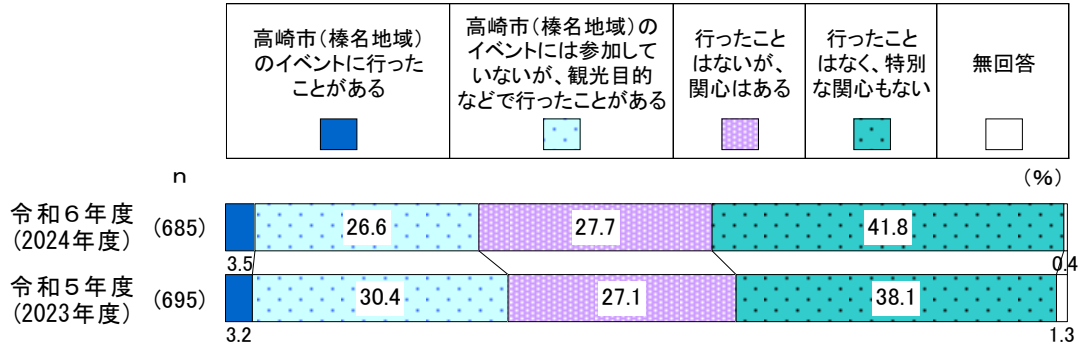 高崎市（榛名地域）
のイベントに行った
ことがある
高崎市（榛名地域）の
イベントには参加して
いないが、観光目的
などで行ったことがある
行ったこと
はないが、
関心はある
行ったこと
はなく、特別
な関心もない
無回答
n
（％）
令和６年度
(2024年度)
(685)
26.6
27.7
41.8
3.5
0.4
令和５年度
(2023年度)
(695)
30.4
27.1
38.1
3.2
1.3